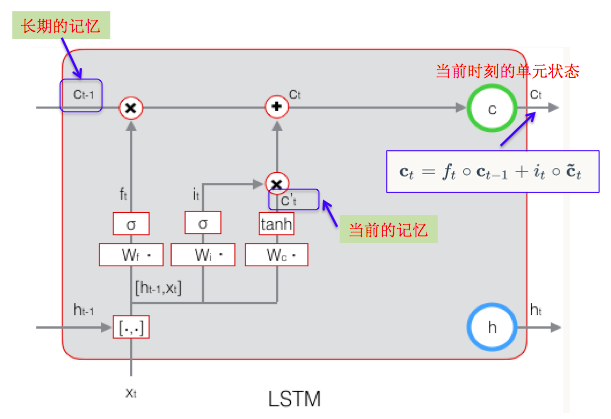 长期的记忆
当前时刻的单元状态
Ct-1
Ct
c
Ct
𝐜ₜ = fₜ ∘ 𝐜ₜ₋₁ + iₜ ∘ 𝐜̃ₜ
ft
it
c't
当前的记忆
σ
σ
tanh
Wf ·
Wi ·
Wc ·
[ht-1,xt]
ht-1
[.,.]
h
ht
xt
LSTM